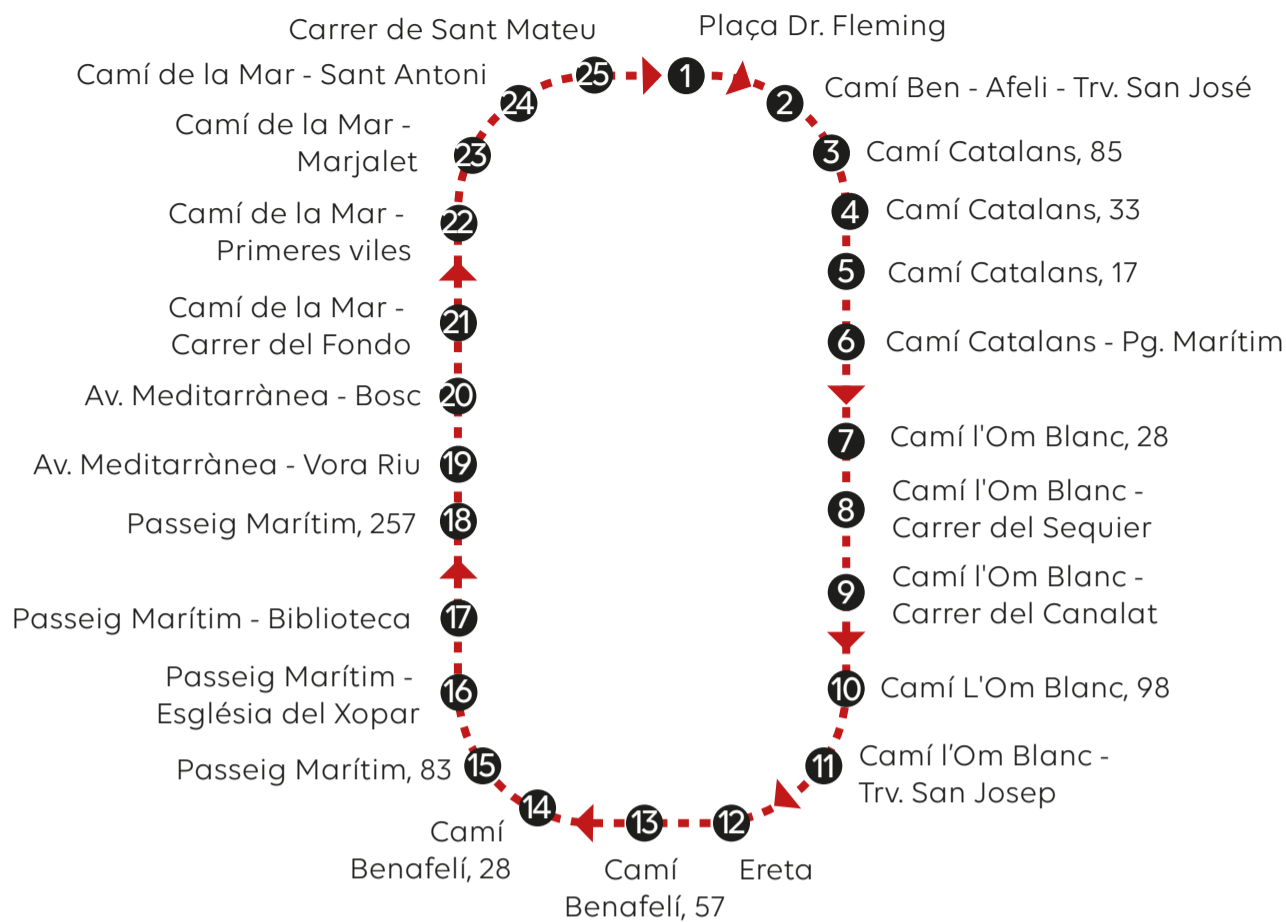 Plaça Dr. Fleming
1
Camí Ben - Afeli - Trv. San José
2
Camí Catalans, 85
3
Camí Catalans, 33
4
Camí Catalans, 17
5
Camí Catalans - Pg. Marítim
6
Camí l'Om Blanc, 28
7
Camí l'Om Blanc -
Carrer del Sequier
8
Camí l'Om Blanc -
Carrer del Canalat
9
Camí L'Om Blanc, 98
10
Camí l’Om Blanc -
Trv. San Josep
11
Ereta
12
Camí
Benafelí, 57
13
Camí
Benafelí, 28
14
Passeig Marítim, 83
15
Passeig Marítim -
Església del Xopar
16
Passeig Marítim - Biblioteca
17
Passeig Marítim, 257
18
Av. Meditarrànea - Vora Riu
19
Av. Meditarrànea - Bosc
20
Camí de la Mar -
Carrer del Fondo
21
Camí de la Mar -
Primeres viles
22
Camí de la Mar -
Marjalet
23
Camí de la Mar - Sant Antoni
24
Carrer de Sant Mateu
25